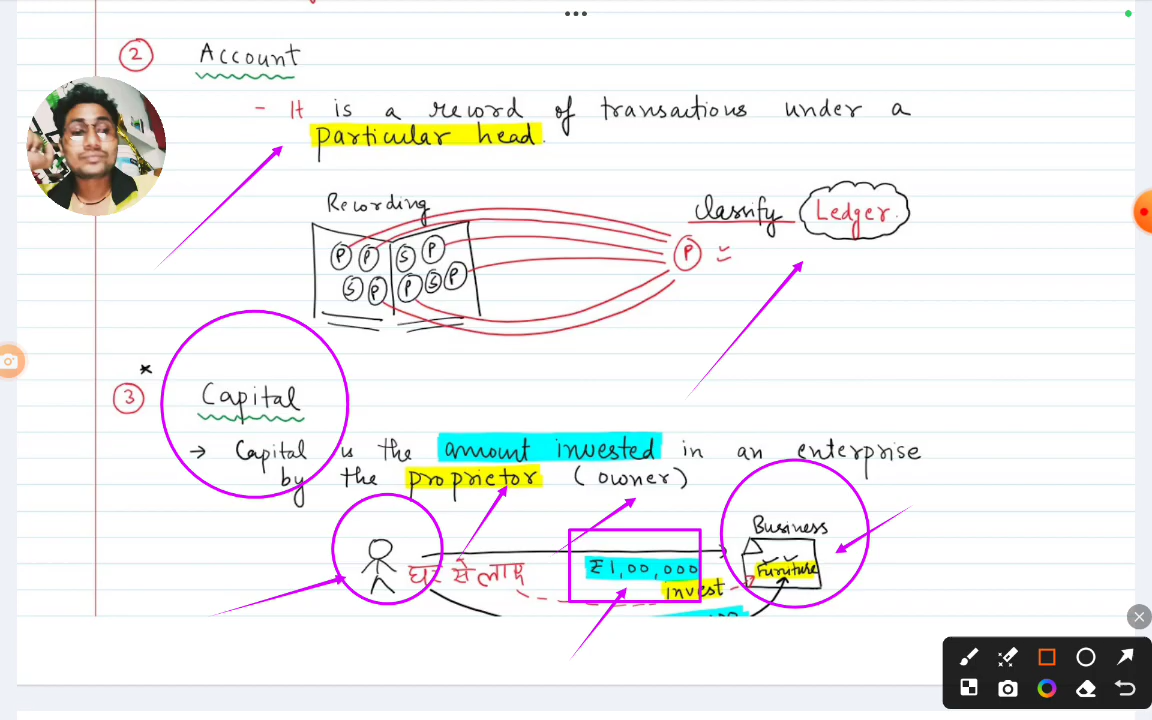 2 Account
- It is a record of transactions under a
particular head.
Recording
Classify Ledger.
P P S P
S P P S P
P
3 Capital
→ Capital is the amount invested in an enterprise
by the proprietor (owner)
Business
Furniture
घर से लाए
₹1,00,000
invest